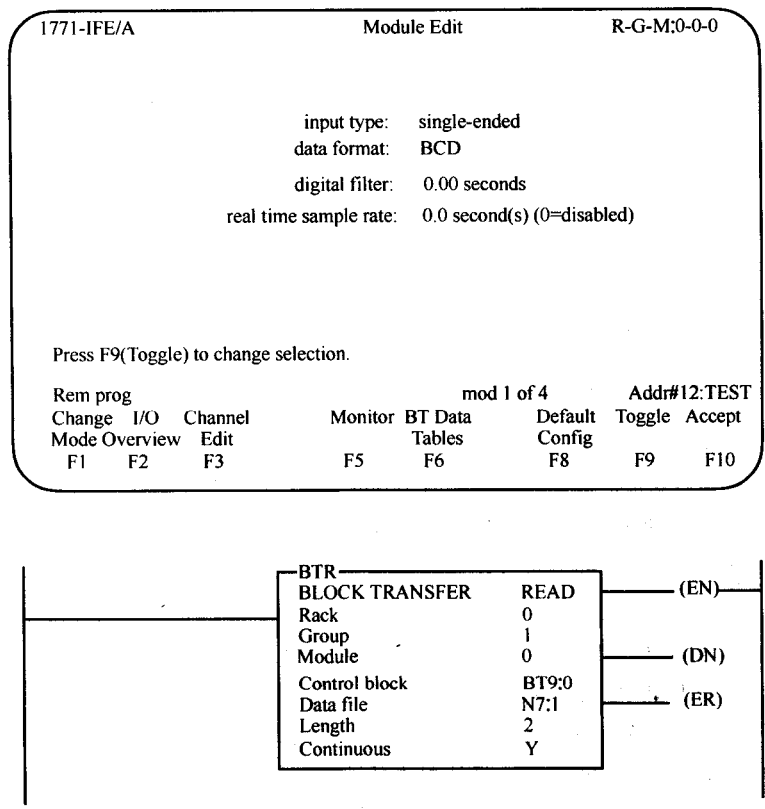 1771-IFE/A Module Edit R-G-M:0-0-0
input type: single-ended
data format: BCD
digital filter: 0.00 seconds
real time sample rate: 0.0 second(s) (0=disabled)
Press F9(Toggle) to change selection.
Rem prog mod 1 of 4 Addr#12:TEST
Change I/O Channel Monitor BT Data Default Toggle Accept
Mode Overview Edit Tables Config
F1 F2 F3 F5 F6 F8 F9 F10
BTR
BLOCK TRANSFER READ (EN)
Rack 0
Group 1
Module 0 (DN)
Control block BT9:0
Data file N7:1 (ER)
Length 2
Continuous Y